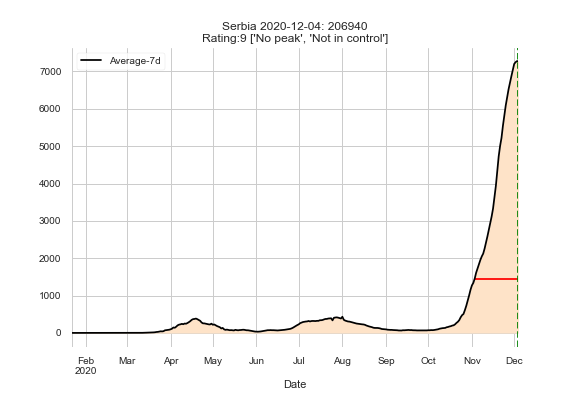 Serbia 2020-12-04: 206940
Rating:9 ['No peak', 'Not in control']
Average-7d
7000
6000
5000
4000
3000
2000
1000
0
Feb Mar Apr May Jun Jul Aug Sep Oct Nov Dec
2020
Date